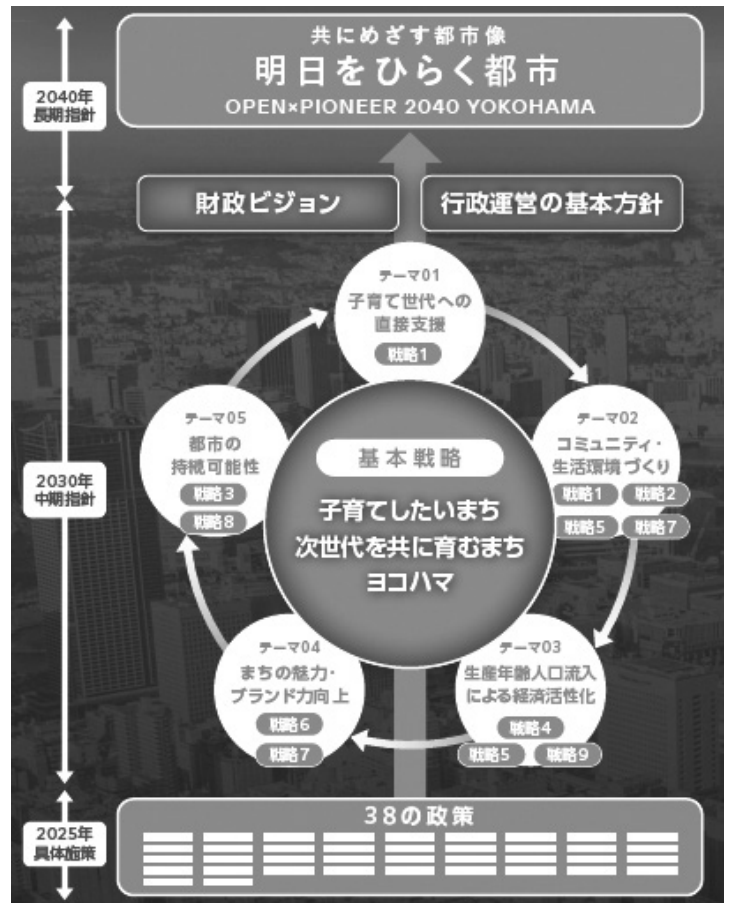 共にめざす都市像
明日をひらく都市
OPEN×PIONEER 2040 YOKOHAMA
2040年
長期指針
財政ビジョン
行政運営の基本方針
テーマ01
子育て世代への
直接支援
戦略1
テーマ05
都市の
持続可能性
戦略3
戦略8
テーマ02
コミュニティ・
生活環境づくり
戦略1 戦略2
戦略5 戦略7
基本戦略
子育てしたいまち
次世代を共に育むまち
ヨコハマ
2030年
中期指針
テーマ04
まちの魅力・
ブランド力向上
戦略6
戦略7
テーマ03
生産年齢人口流入
による経済活性化
戦略4
戦略5 戦略9
2025年
具体施策
38の政策